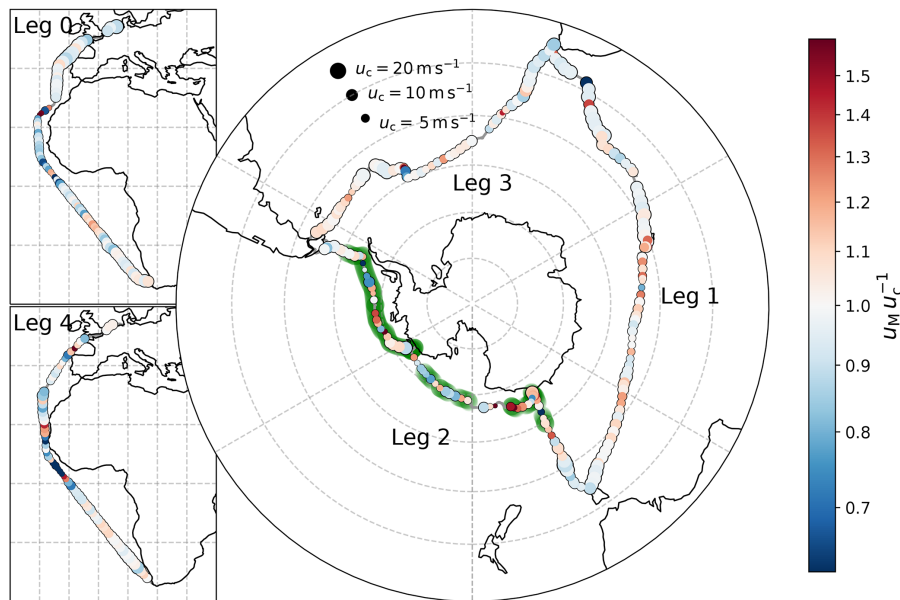 Leg 0
Leg 4
u_c = 20 m s⁻¹
u_c = 10 m s⁻¹
u_c = 5 m s⁻¹
Leg 3
Leg 1
Leg 2
1.5
1.4
1.3
1.2
1.1
1.0
0.9
0.8
0.7
u_M u_c⁻¹